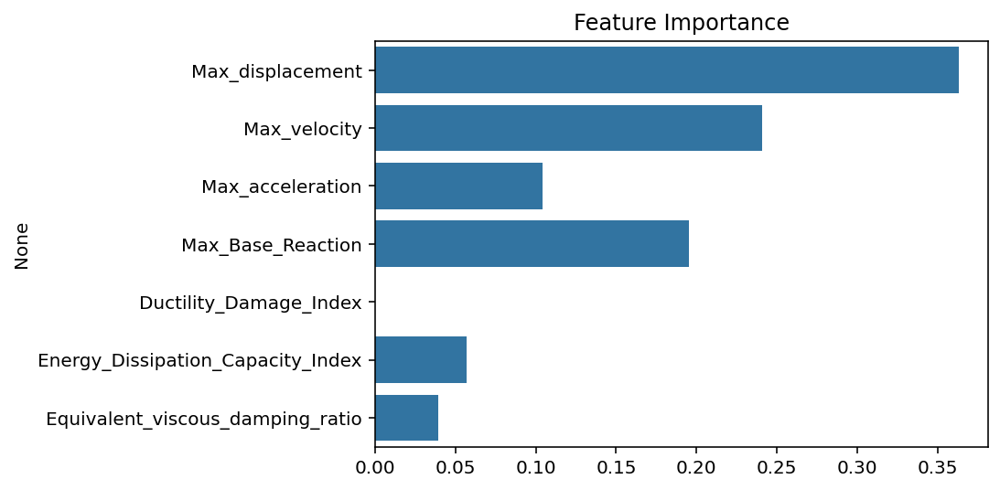 Feature Importance
None
Max_displacement
Max_velocity
Max_acceleration
Max_Base_Reaction
Ductility_Damage_Index
Energy_Dissipation_Capacity_Index
Equivalent_viscous_damping_ratio
0.00 0.05 0.10 0.15 0.20 0.25 0.30 0.35